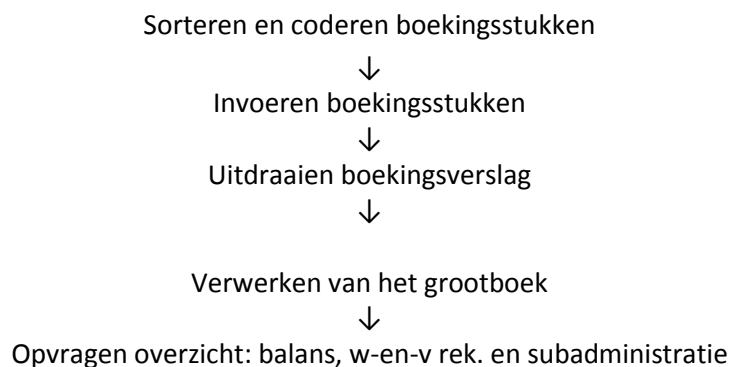 Sorteren en coderen boekingsstukken
↓
Invoeren boekingsstukken
↓
Uitdraaien boekingsverslag
↓
Verwerken van het grootboek
↓
Opvragen overzicht: balans, w-en-v rek. en subadministratie